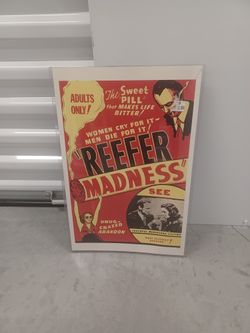 ADULTS
ONLY!
The Sweet
PILL
that MAKES LIFE
BITTER!
WOMEN CRY FOR IT-
MEN DIE FOR IT!
"REEFER
MADNESS"
SEE
DRUG-
CRAZED
ABANDON